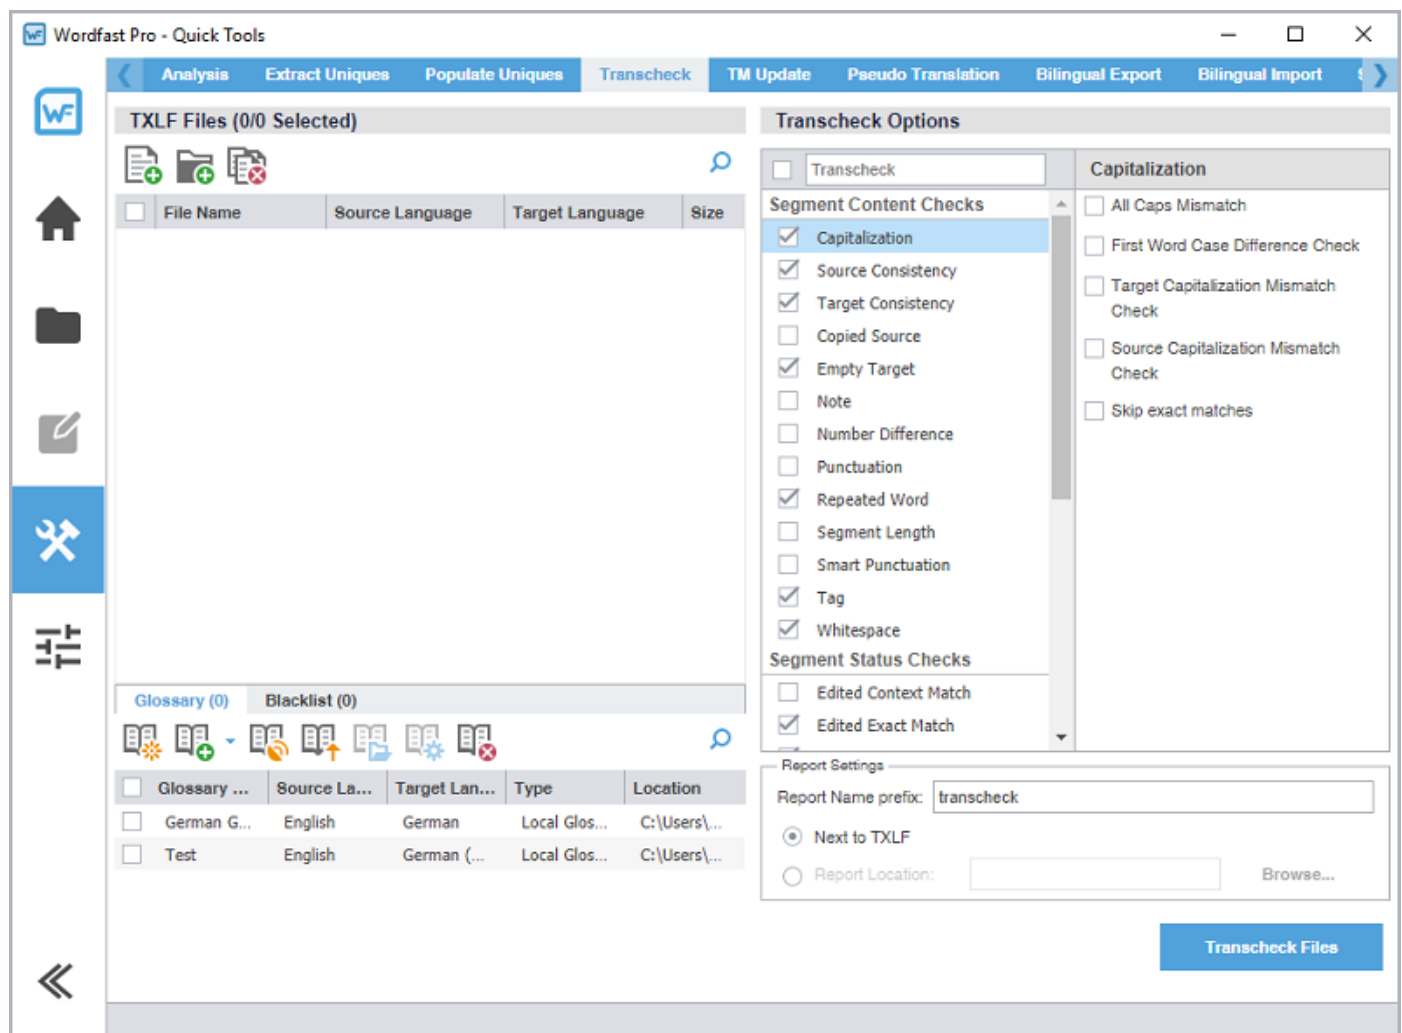 Wordfast Pro - Quick Tools
Analysis Extract Uniques Populate Uniques Transcheck TM Update Pseudo Translation Bilingual Export Bilingual Import
WF
TXLF Files (0/0 Selected)
File Name Source Language Target Language Size
Glossary (0) Blacklist (0)
Glossary ... Source La... Target Lan... Type Location
German G... English German Local Glos... C:\Users\...
Test English German (... Local Glos... C:\Users\...
Transcheck Options
Transcheck
Segment Content Checks
Capitalization
Source Consistency
Target Consistency
Copied Source
Empty Target
Note
Number Difference
Punctuation
Repeated Word
Segment Length
Smart Punctuation
Tag
Whitespace
Segment Status Checks
Edited Context Match
Edited Exact Match
Capitalization
All Caps Mismatch
First Word Case Difference Check
Target Capitalization Mismatch
Check
Source Capitalization Mismatch
Check
Skip exact matches
Report Settings
Report Name prefix: transcheck
Next to TXLF
Report Location: Browse...
Transcheck Files